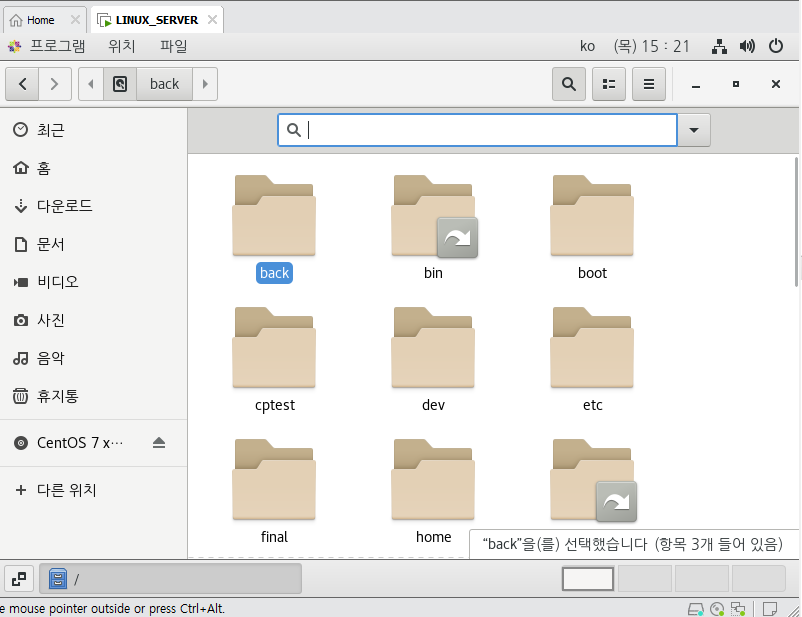 Home
LINUX_SERVER
프로그램 위치 파일 ko (목) 15 : 21
back
최근
홈
다운로드
문서
비디오
사진
음악
휴지통
CentOS 7 x…
다른 위치
back bin boot
cptest dev etc
final home
“back”을(를) 선택했습니다 (항목 3개 들어 있음)
/
e mouse pointer outside or press Ctrl+Alt.